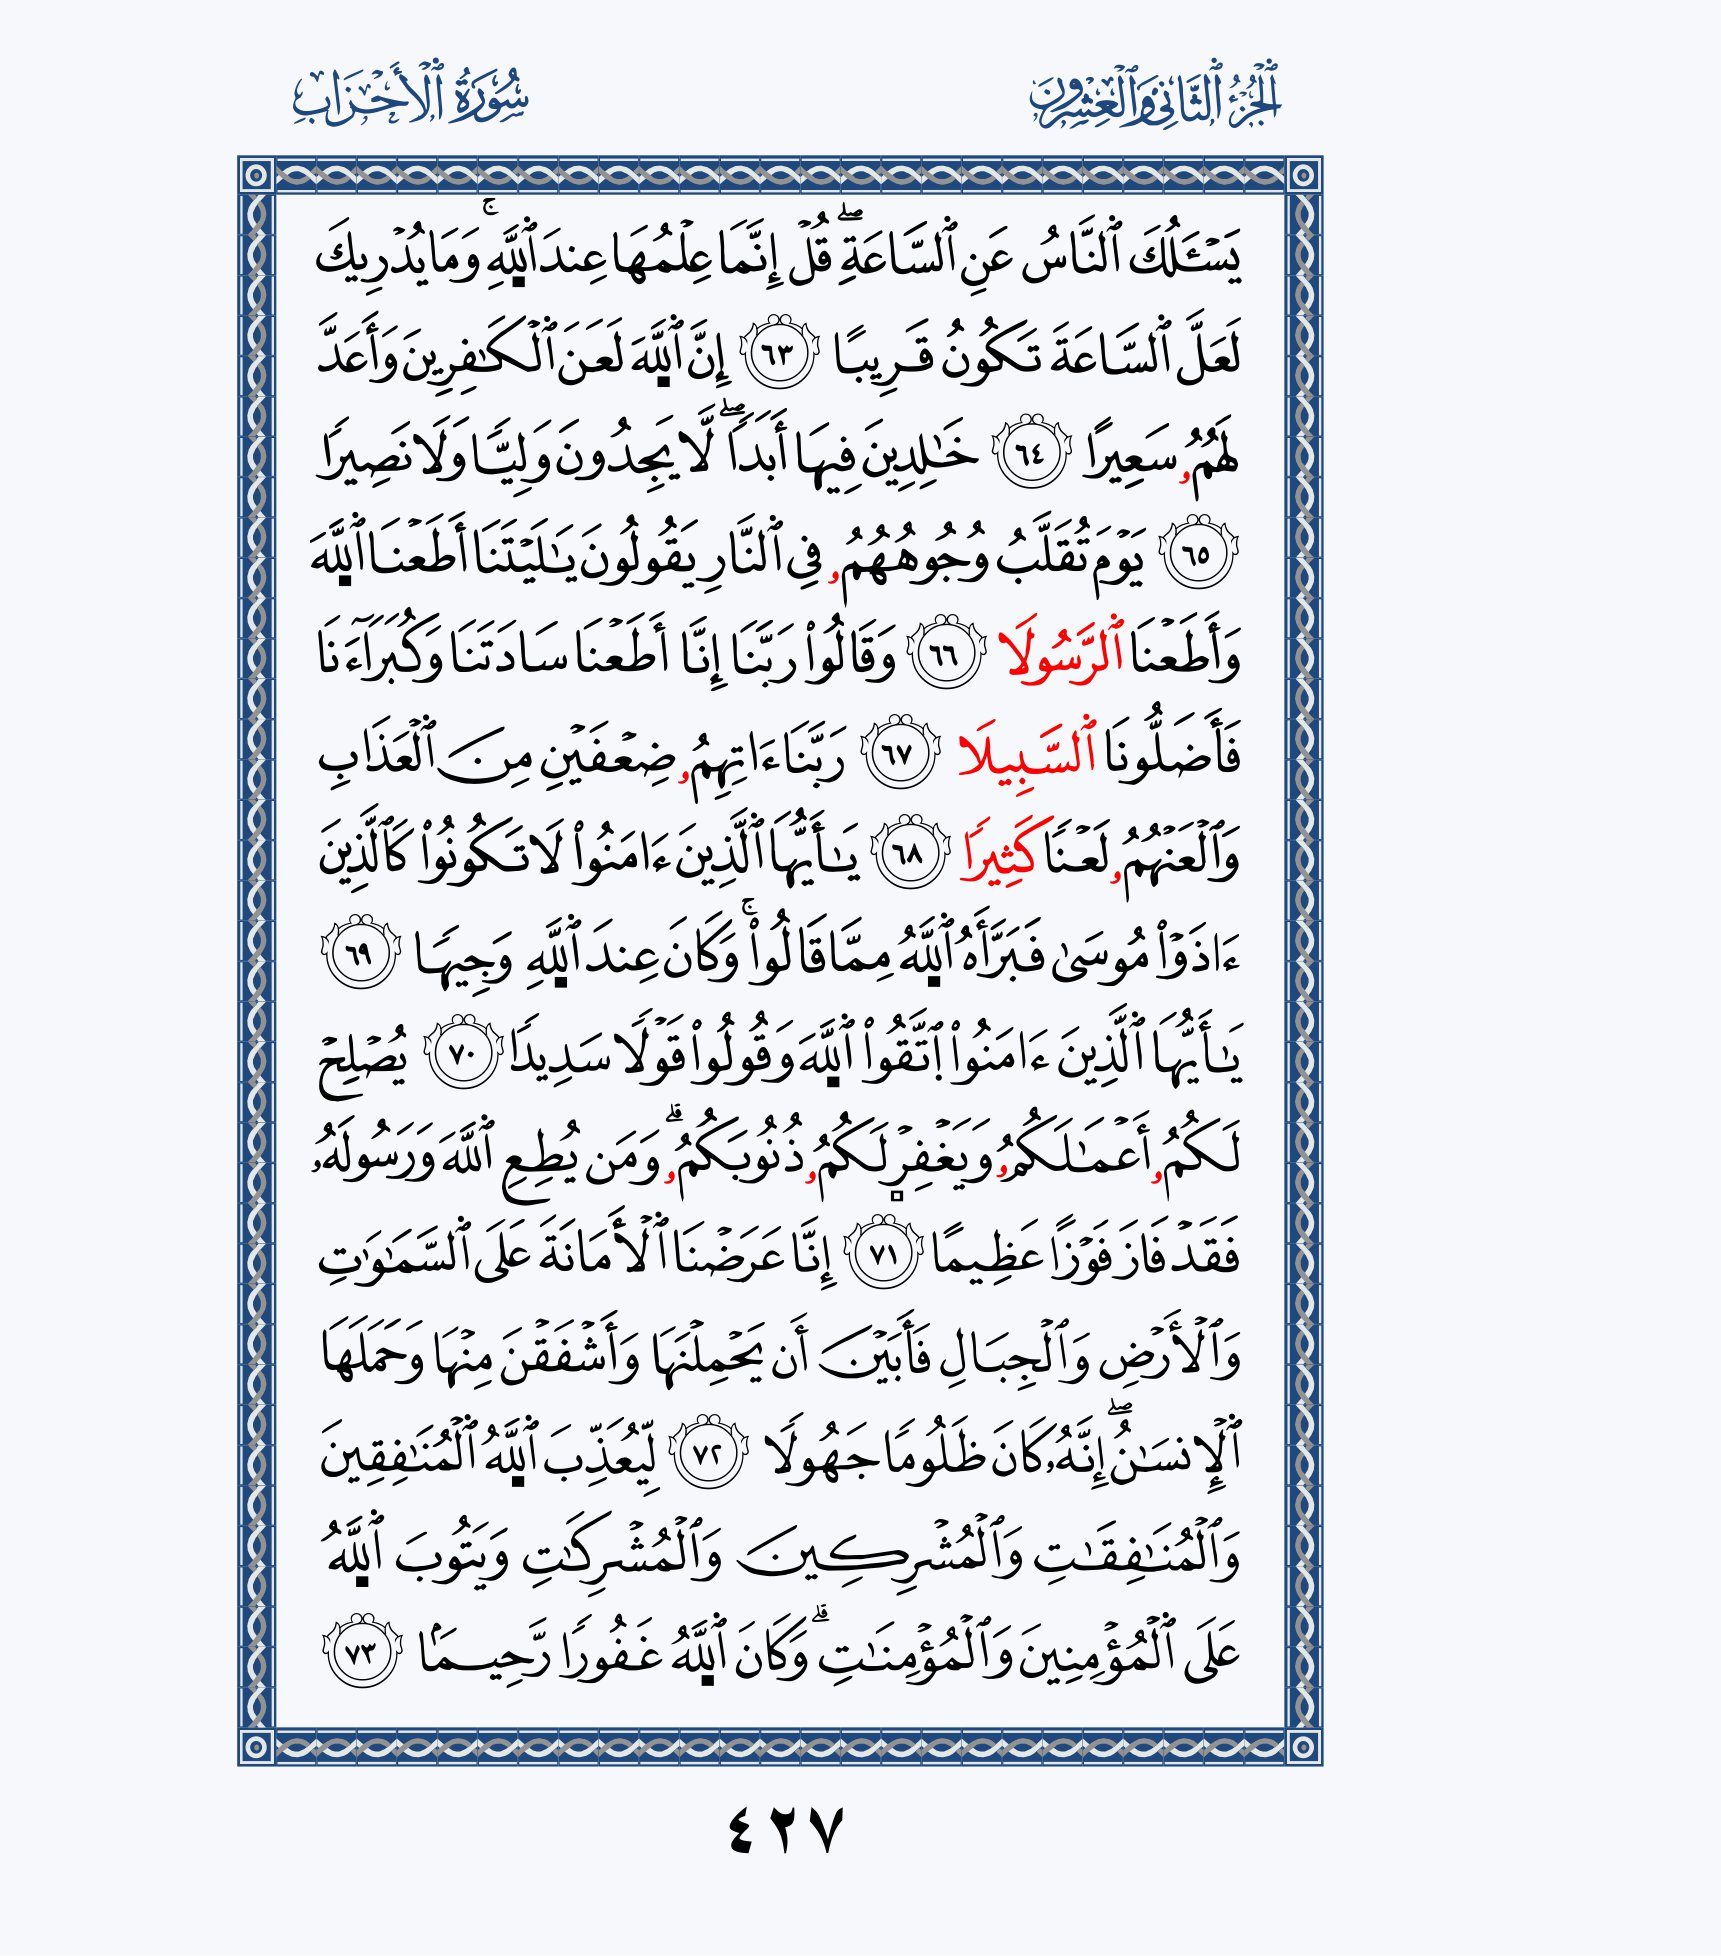 الجُزْءُ الثَّانِي وَالْعِشْرُونَ
سُورَةُ الأَحْزَابِ
يَسْـَٔلُكَ ٱلنَّاسُ عَنِ ٱلسَّاعَةِۖ قُلْ إِنَّمَا عِلْمُهَا عِندَ ٱللَّهِۚ وَمَا يُدْرِيكَ
لَعَلَّ ٱلسَّاعَةَ تَكُونُ قَرِيبًا ٦٣ إِنَّ ٱللَّهَ لَعَنَ ٱلْكَـٰفِرِينَ وَأَعَدَّ
لَهُمُۥ سَعِيرًا ٦٤ خَـٰلِدِينَ فِيهَا أَبَدًاۖ لَّا يَجِدُونَ وَلِيًّا وَلَا نَصِيرًا
٦٥ يَوْمَ تُقَلَّبُ وُجُوهُهُمُۥ فِي ٱلنَّارِ يَقُولُونَ يَـٰلَيْتَنَا أَطَعْنَا ٱللَّهَ
وَأَطَعْنَا ٱلرَّسُولَا ٦٦ وَقَالُوا۟ رَبَّنَا إِنَّا أَطَعْنَا سَادَتَنَا وَكُبَرَآءَنَا
فَأَضَلُّونَا ٱلسَّبِيلَا ٦٧ رَبَّنَا ءَاتِهِمُۥ ضِعْفَيْنِ مِنَ ٱلْعَذَابِ
وَٱلْعَنْهُمُۥ لَعْنًا كَثِيرًا ٦٨ يَـٰأَيُّهَا ٱلَّذِينَ ءَامَنُوا۟ لَا تَكُونُوا۟ كَٱلَّذِينَ
ءَاذَوْا۟ مُوسَىٰ فَبَرَّأَهُ ٱللَّهُ مِمَّا قَالُوا۟ۚ وَكَانَ عِندَ ٱللَّهِ وَجِيهًا ٦٩
يَـٰأَيُّهَا ٱلَّذِينَ ءَامَنُوا۟ ٱتَّقُوا۟ ٱللَّهَ وَقُولُوا۟ قَوْلًا سَدِيدًا ٧٠ يُصْلِحْ
لَكُمُۥ أَعْمَـٰلَكُمُۥ وَيَغْفِر لَكُمُۥ ذُنُوبَكُمُۥۗ وَمَن يُطِعِ ٱللَّهَ وَرَسُولَهُۥ
فَقَدْ فَازَ فَوْزًا عَظِيمًا ٧١ إِنَّا عَرَضْنَا ٱلْأَمَانَةَ عَلَى ٱلسَّمَـٰوَٰتِ
وَٱلْأَرْضِ وَٱلْجِبَالِ فَأَبَيْنَ أَن يَحْمِلْنَهَا وَأَشْفَقْنَ مِنْهَا وَحَمَلَهَا
ٱلْإِنسَـٰنُۖ إِنَّهُۥ كَانَ ظَلُومًا جَهُولًا ٧٢ لِّيُعَذِّبَ ٱللَّهُ ٱلْمُنَـٰفِقِينَ
وَٱلْمُنَـٰفِقَـٰتِ وَٱلْمُشْرِكِينَ وَٱلْمُشْرِكَـٰتِ وَيَتُوبَ ٱللَّهُ
عَلَى ٱلْمُؤْمِنِينَ وَٱلْمُؤْمِنَـٰتِۗ وَكَانَ ٱللَّهُ غَفُورًا رَّحِيمًا ٧٣
٤٢٧